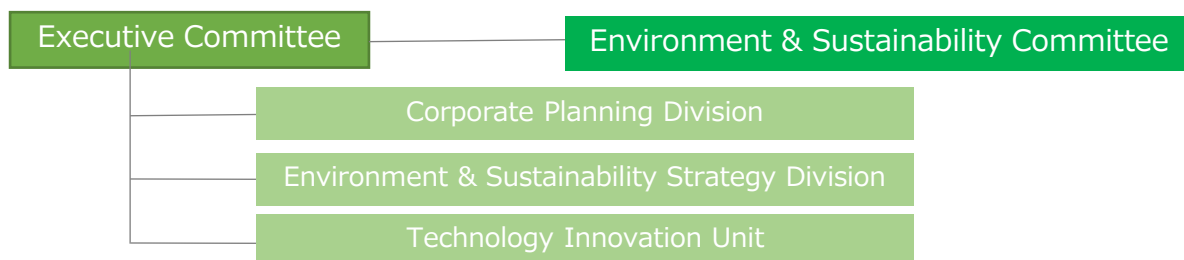 Executive Committee
Environment & Sustainability Committee
Corporate Planning Division
Environment & Sustainability Strategy Division
Technology Innovation Unit